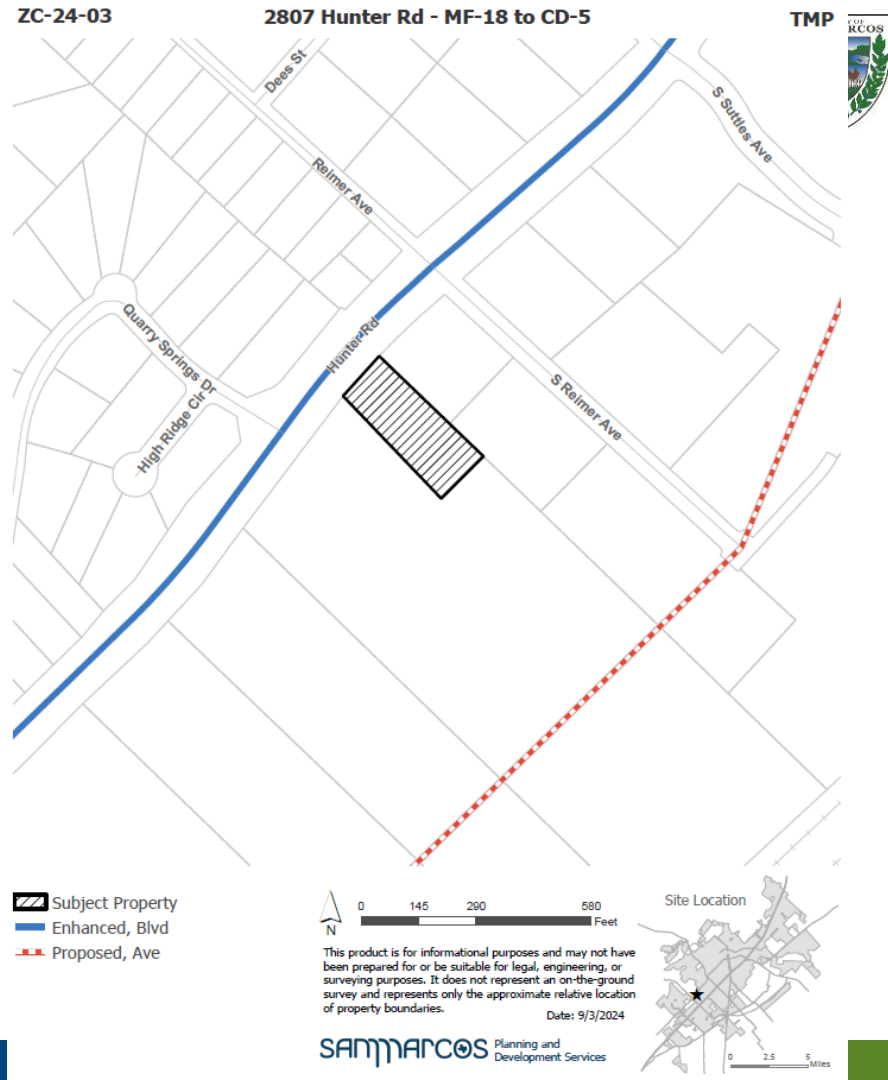 ZC-24-03
2807 Hunter Rd - MF-18 to CD-5
TMP
OF
RCOS
Dees St
S Suttles Ave
Reimer Ave
Quarry Springs Dr
Hunter Rd
High Ridge Cir
S Reimer Ave
Subject Property
Enhanced, Blvd
Proposed, Ave
N
0 145 290 580
Feet
This product is for informational purposes and may not have
been prepared for or be suitable for legal, engineering, or
surveying purposes. It does not represent an on-the-ground
survey and represents only the approximate relative location
of property boundaries.
Date: 9/3/2024
SANMARCOS
Planning and
Development Services
Site Location
0 2.5 5
Miles